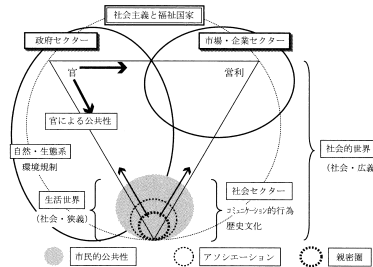 社会主義と福祉国家
政府セクター
市場・企業セクター
官
営利
官による公共性
自然・生態系
環境規制
社会的世界
(社会・広義)
生活世界
(社会・狭義)
社会セクター
コミュニケーション的行為
歴史文化
市民的公共性
アソシエーション
親密圏